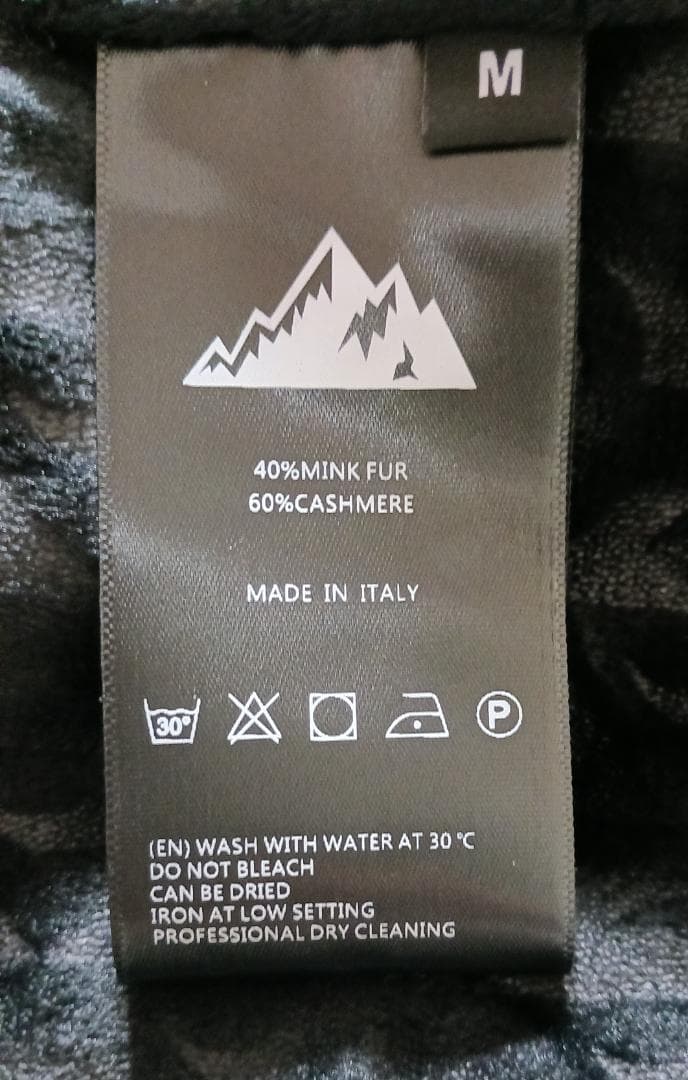 M
40%MINK FUR
60%CASHMERE
MADE IN ITALY
30°
P
(EN) WASH WITH WATER AT 30 °C
DO NOT BLEACH
CAN BE DRIED
IRON AT LOW SETTING
PROFESSIONAL DRY CLEANING